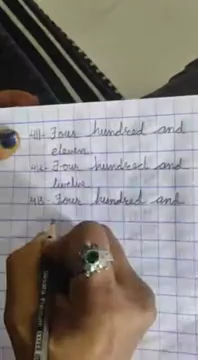 411- Four hundred and
eleven
412- Four hundred and
twelve
413- Four hundred and